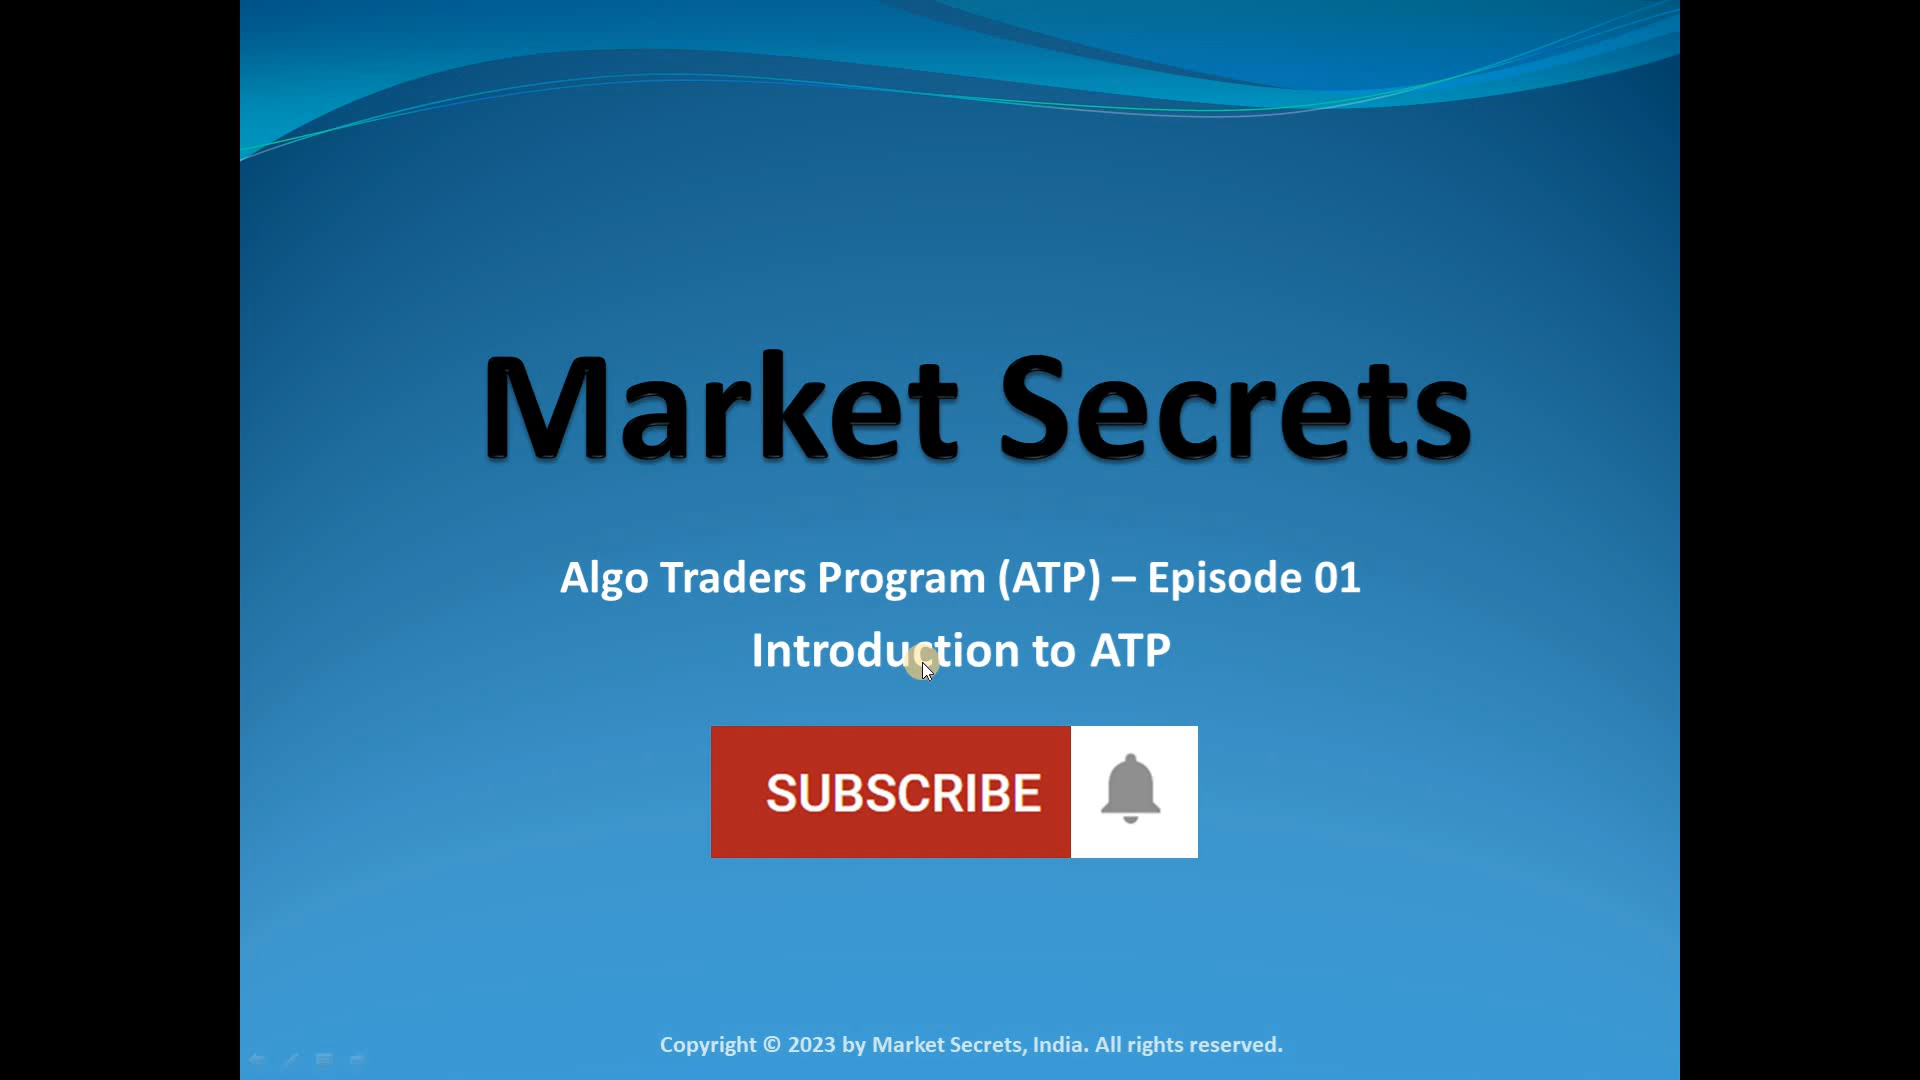 Market Secrets
Algo Traders Program (ATP) – Episode 01
Introduction to ATP
SUBSCRIBE
Copyright © 2023 by Market Secrets, India. All rights reserved.